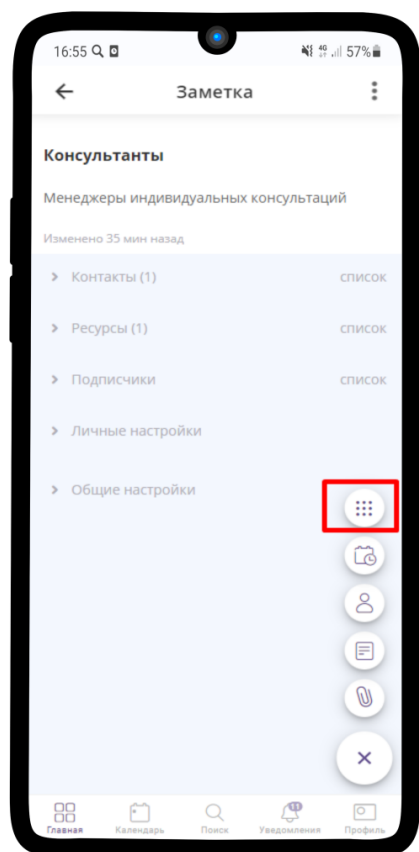 16:55 57%
Заметка
Консультанты
Менеджеры индивидуальных консультаций
Изменено 35 мин назад
Контакты (1) список
Ресурсы (1) список
Подписчики список
Личные настройки
Общие настройки
Главная Календарь Поиск Уведомления Профиль